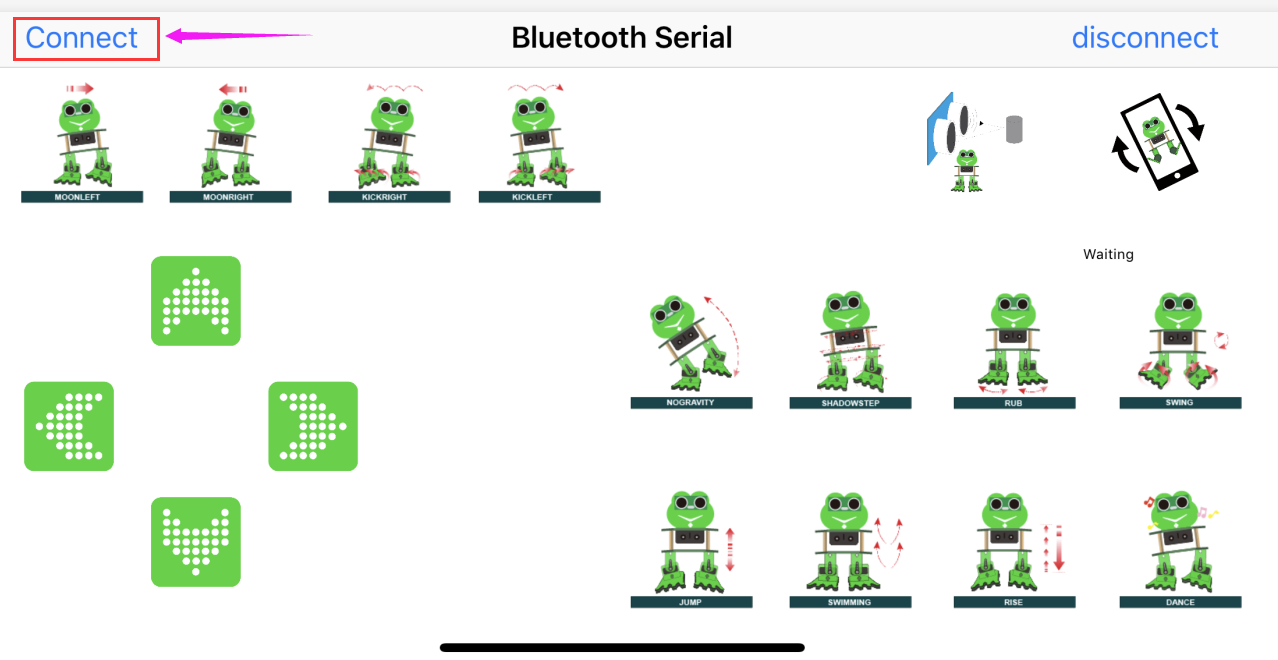 Connect
Bluetooth Serial
disconnect
MOONLEFT
MOONRIGHT
KICKRIGHT
KICKLEFT
Waiting
NOGRAVITY
SHADOWSTEP
RUB
SWING
JUMP
SWIMMING
RISE
DANCE